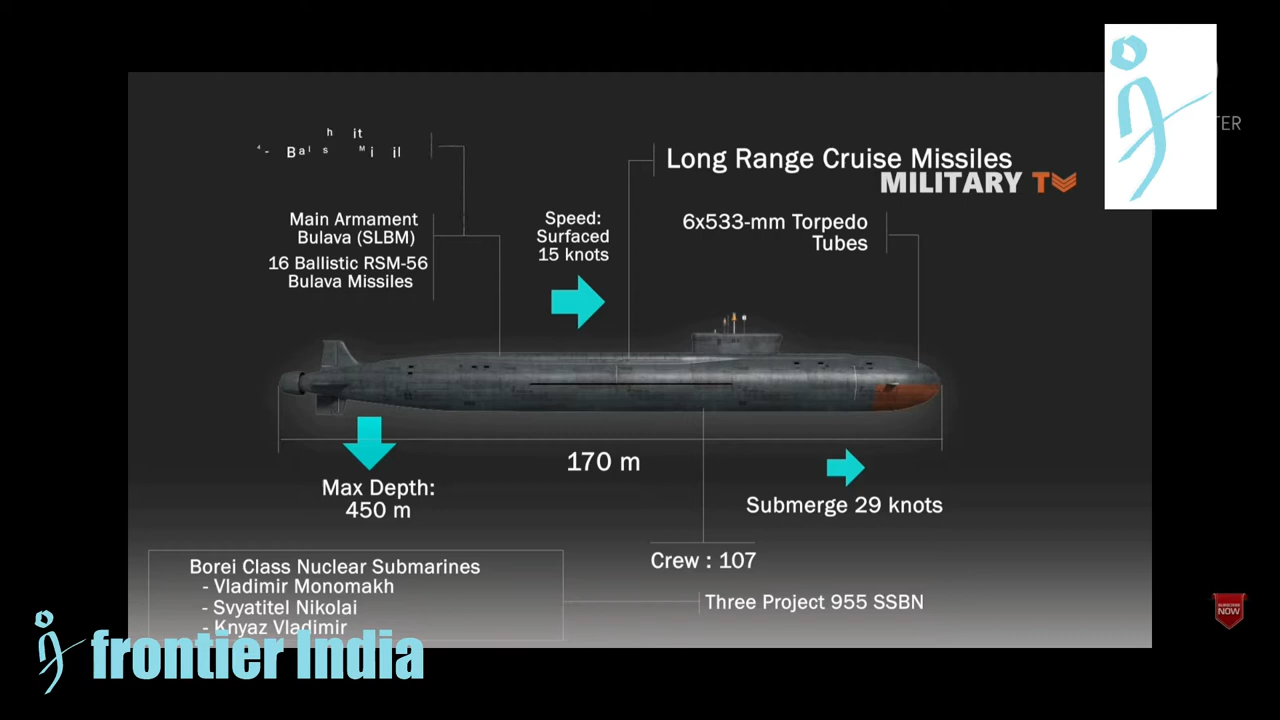 Long Range Cruise Missiles
MILITARY TV
Main Armament
Bulava (SLBM)
16 Ballistic RSM-56
Bulava Missiles
Speed:
Surfaced
15 knots
6x533-mm Torpedo
Tubes
170 m
Max Depth:
450 m
Submerge 29 knots
Crew : 107
Borei Class Nuclear Submarines
- Vladimir Monomakh
- Svyatitel Nikolai
- Knyaz Vladimir
Three Project 955 SSBN
frontier India
SUBSCRIBE
NOW